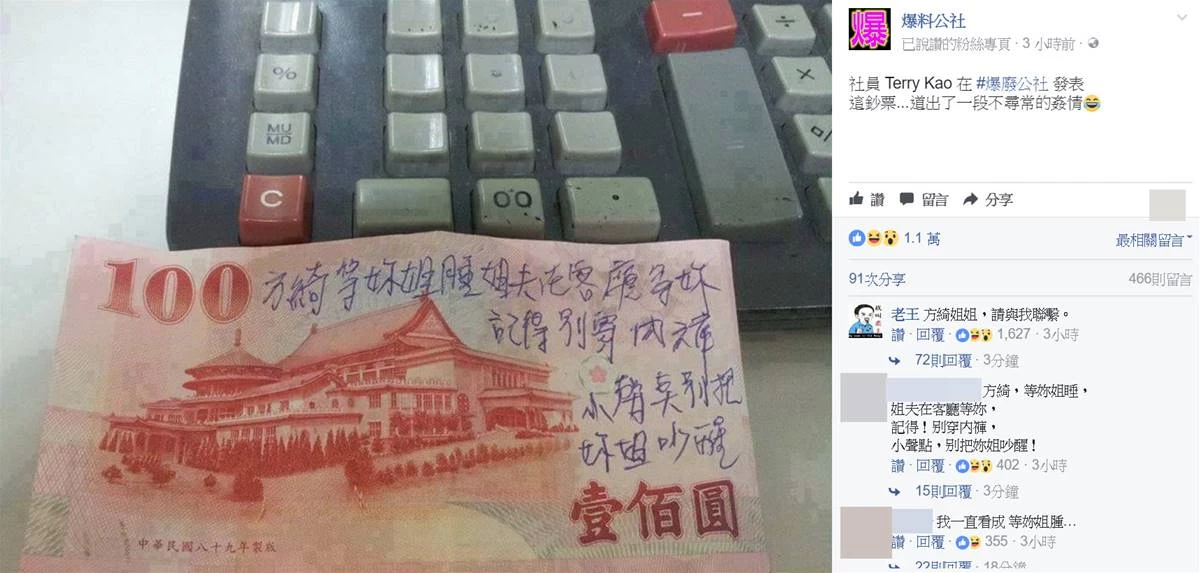 − ÷
% ×
MU
MD
C 00 ·
100
方綺等妳姐睡姐夫在客廳等妳
記得別穿內褲
小聲奌別把
妳姐吵醒
壹佰圓
中華民國八十九年製版
爆
爆料公社
已說讚的粉絲專頁 · 3 小時前 ·
社員 Terry Kao 在 #爆廢公社 發表
這鈔票...道出了一段不尋常的姦情😂
讚 留言 分享
1.1 萬 最相關留言
91次分享 466則留言
老王 方綺姐姐，請與我聯繫。
讚 · 回覆 · 1,627 · 3小時
72則回覆 · 3分鐘
方綺，等妳姐睡，
姐夫在客廳等妳，
記得！別穿內褲，
小聲點，別把妳姐吵醒！
讚 · 回覆 · 402 · 3小時
15則回覆 · 3分鐘
我一直看成 等妳姐腫...
讚 · 回覆 · 355 · 3小時
22則回覆 · 18分鐘